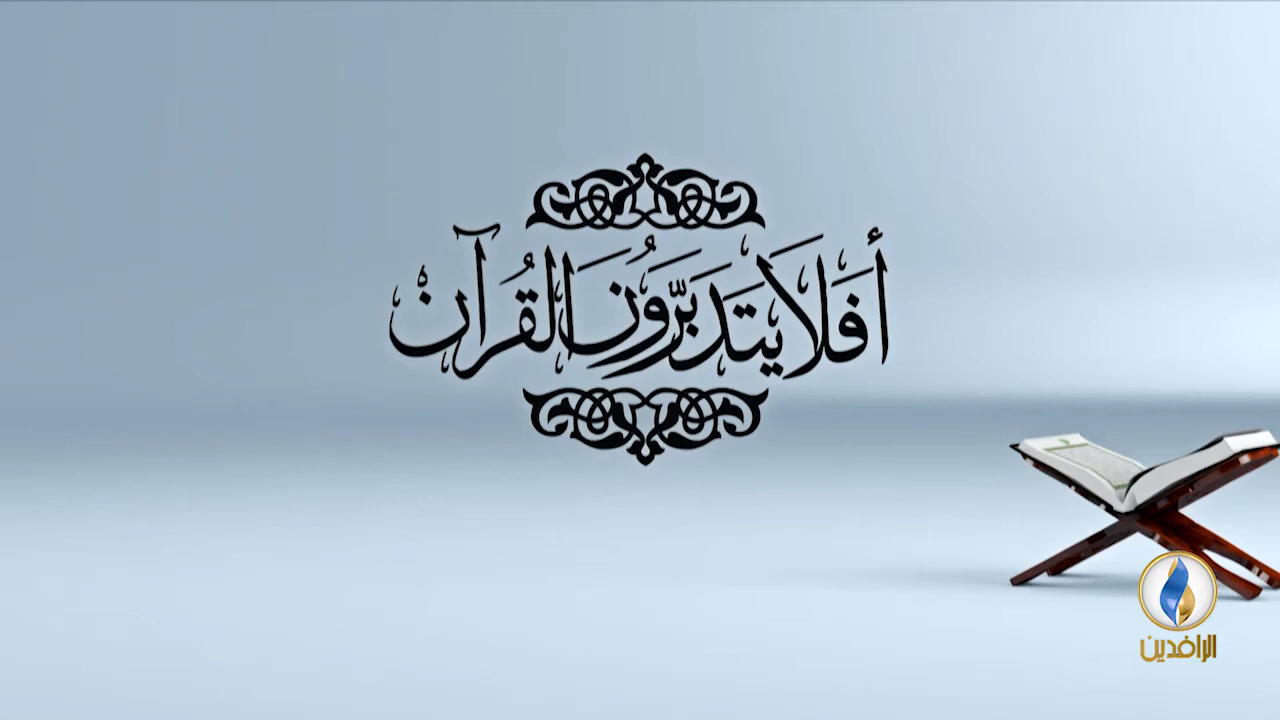 أَفَلَا يَتَدَبَّرُونَ الْقُرْآنَ
الرافدين